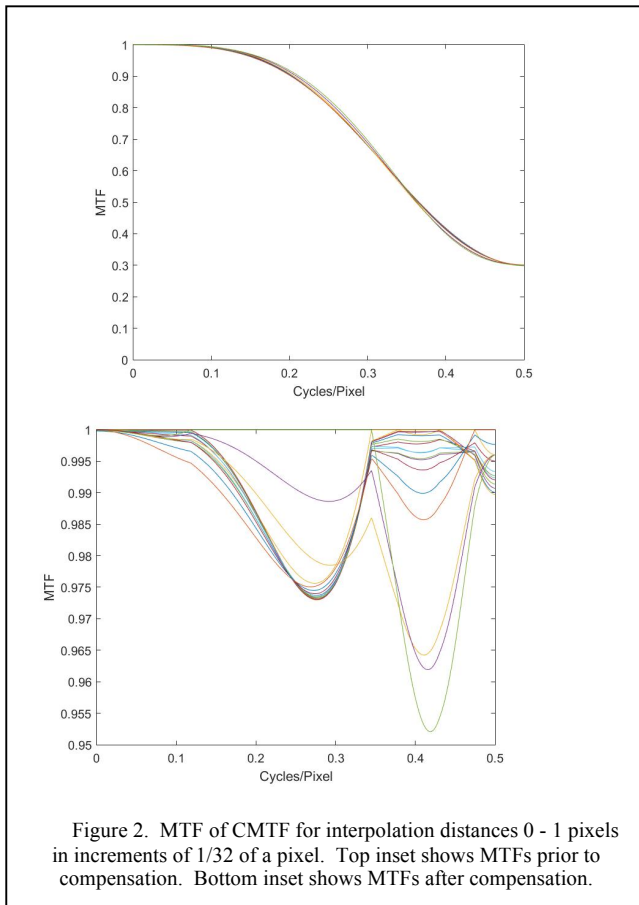 1
0.9
0.8
0.7
0.6
0.5
0.4
0.3
0.2
0.1
0
MTF
0 0.1 0.2 0.3 0.4 0.5
Cycles/Pixel
1
0.995
0.99
0.985
0.98
0.975
0.97
0.965
0.96
0.955
0.95
MTF
0 0.1 0.2 0.3 0.4 0.5
Cycles/Pixel
Figure 2. MTF of CMTF for interpolation distances 0 - 1 pixels
in increments of 1/32 of a pixel. Top inset shows MTFs prior to
compensation. Bottom inset shows MTFs after compensation.